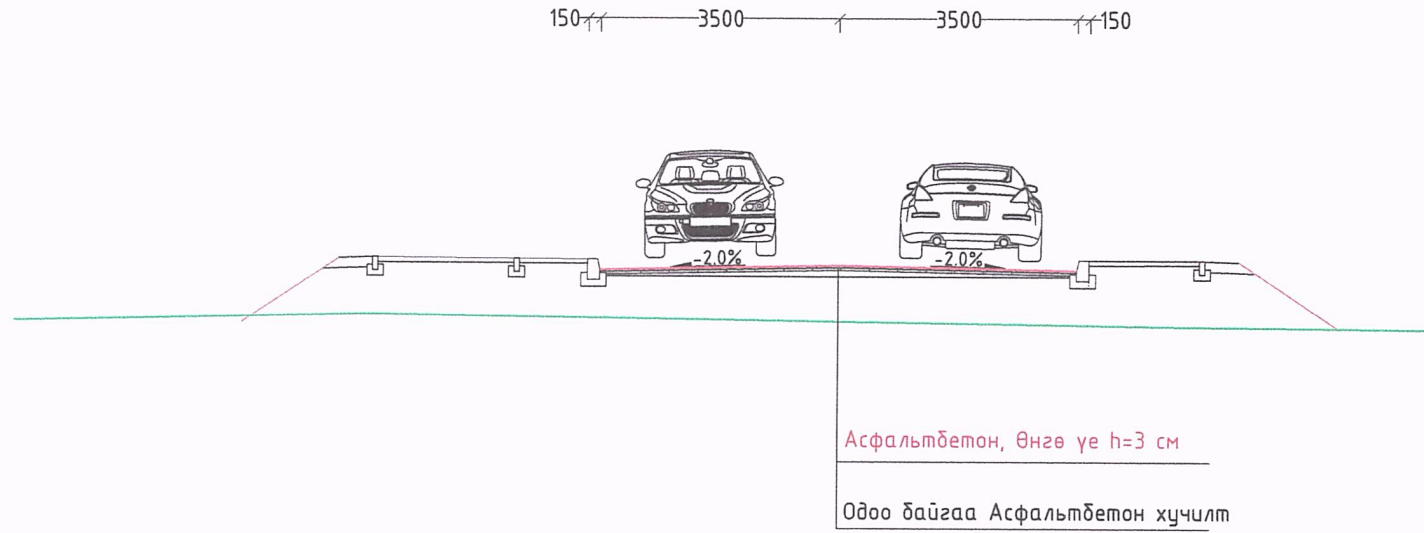 150 3500 3500 150
-2.0% -2.0%
Асфальтбетон, Өнгө үе h=3 см
Одоо байгаа Асфальтбетон хучилт